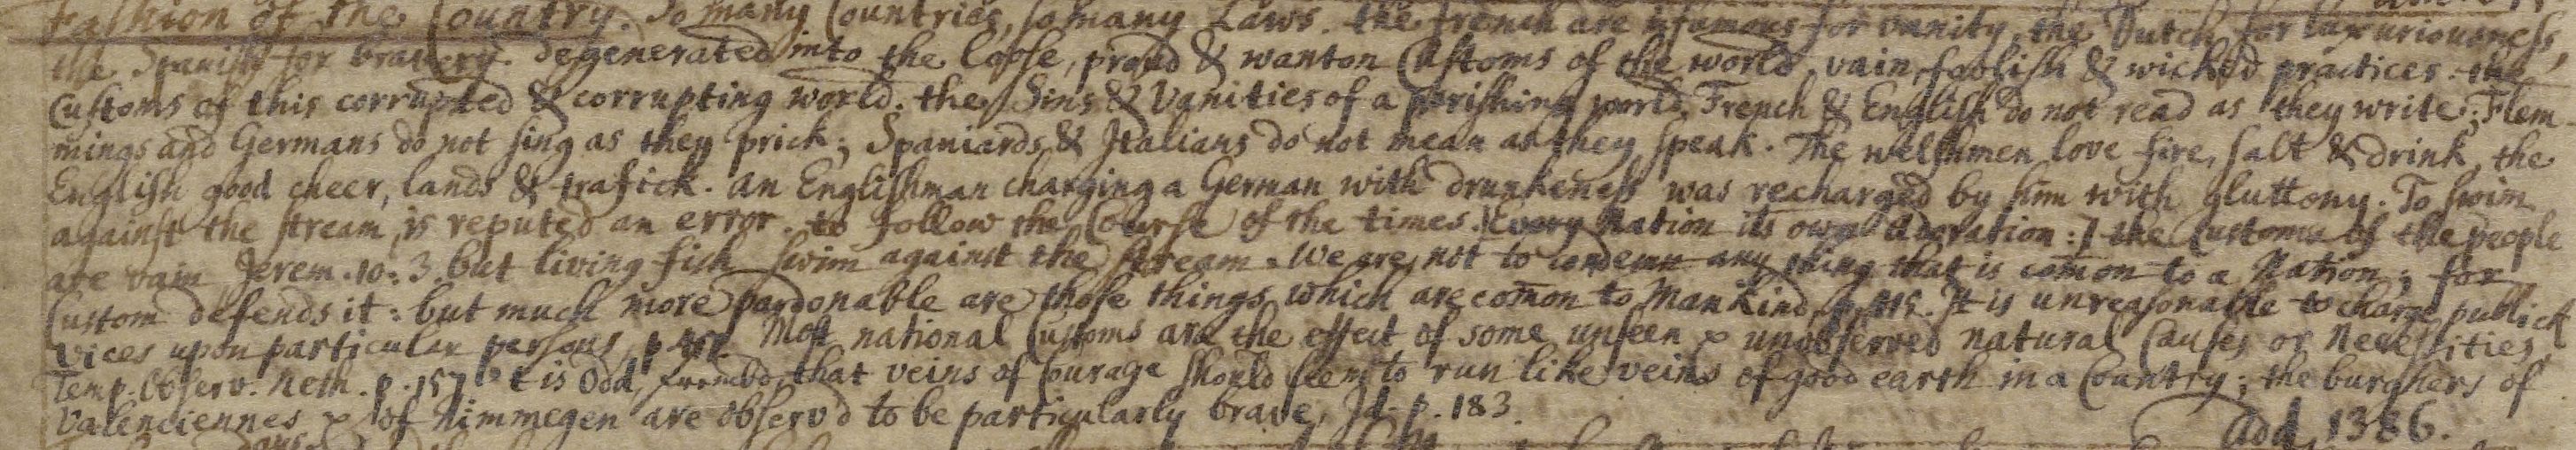 Fashion of the Country. So many Countries, so many Laws. the french are infamous for vanity, the Dutch for luxuriousness,
the Spanish for bravery. degenerated into the loose, proud & wanton Customs of the world, vain, foolish & wicked practices. the
Customs of this corrupted & corrupting world. the Sins & Vanities of a perishing world. French & English do not read as they write; Flem
mings and Germans do not sing as they prick; Spaniards & Italians do not mean as they speak. The welshmen love fire, salt & drink, the
English good cheer, lands & trafick. an Englishman charging a German with drunkeness was recharged by him with gluttony. To swim
against the stream, is reputed an error. to follow the Course of the times. Every Nation its own adoration: the Customs of the people
are vain Jerem. 10: 3. but living fish swim against the stream. We are not to condemn any thing that is comon to a Nation; for
Custom defends it: but much more pardonable are those things which are comon to Mankind, p. 115. It is unreasonable to charge publick
vices upon particular persons, p. Most national Customs are the effect of some unseen or unobserved natural Causes or Necessities,
Temp: Observ: Neth. p. 157. t is Odd, that veins of Courage should seem to run like veins of good earth in a Country; the burghers of
Valenciennes & of Nimmegen are observ'd to be particularly brave, Id. p. 183.
add 1386.